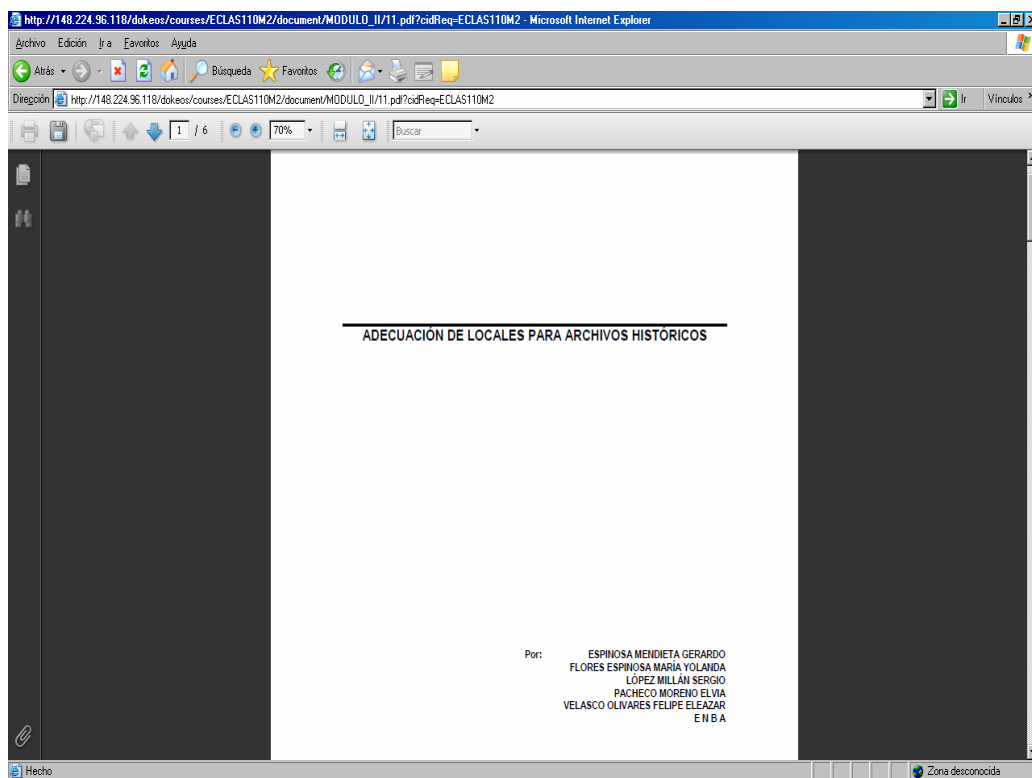 http://148.224.96.118/dokeos/courses/ECLAS110M2/document/MODULO_II/11.pdf?cidReq=ECLAS110M2 - Microsoft Internet Explorer
Archivo Edición Ir a Favoritos Ayuda
Atrás Búsqueda Favoritos
Dirección http://148.224.96.118/dokeos/courses/ECLAS110M2/document/MODULO_II/11.pdf?cidReq=ECLAS110M2 Ir Vínculos »
1 / 6 70% Buscar
ADECUACIÓN DE LOCALES PARA ARCHIVOS HISTÓRICOS
Por: ESPINOSA MENDIETA GERARDO
FLORES ESPINOSA MARÍA YOLANDA
LÓPEZ MILLÁN SERGIO
PACHECO MORENO ELVIA
VELASCO OLIVARES FELIPE ELEAZAR
E N B A
Hecho Zona desconocida